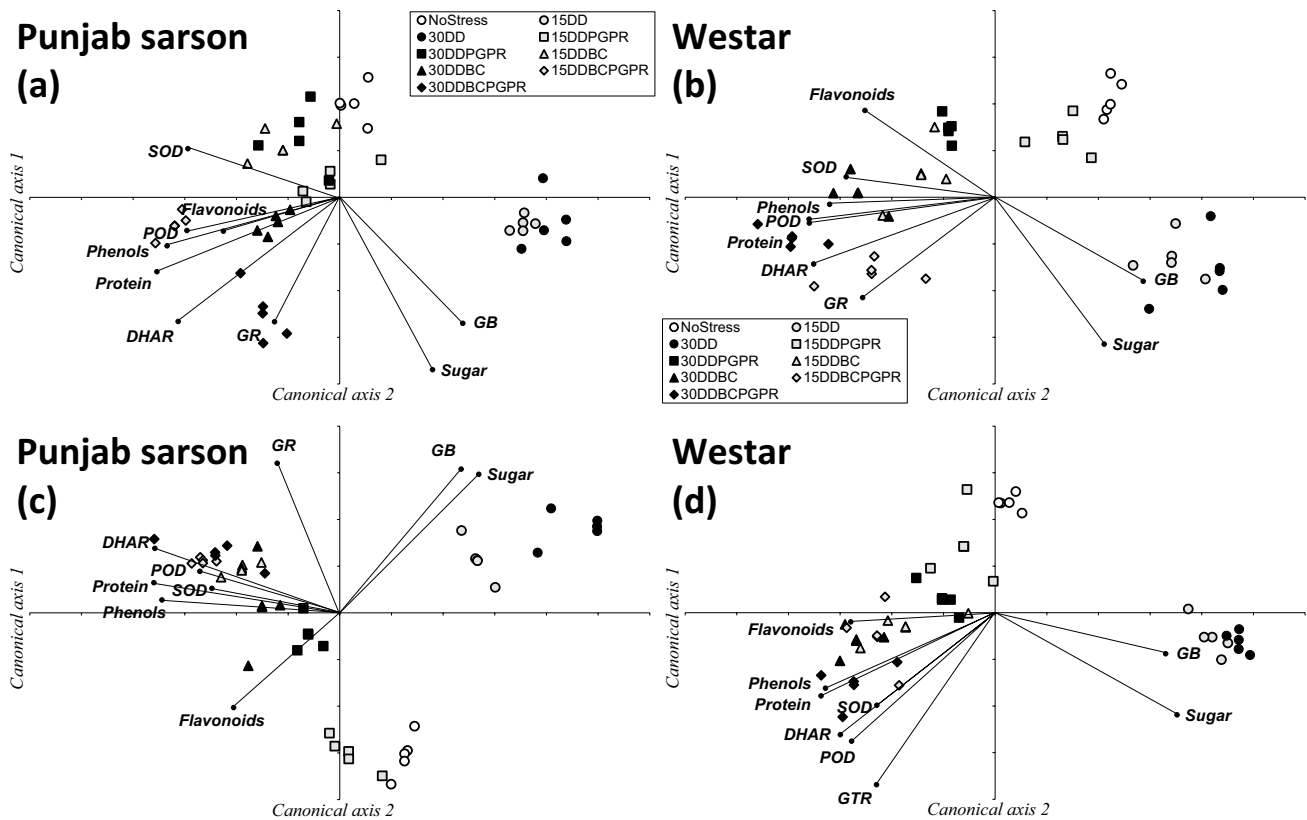 Punjab sarson
(a)
NoStress
15DD
30DD
15DDPGPR
30DDPGPR
15DDBC
30DDBC
15DDBCPGPR
30DDBCPGPR
SOD
Flavonoids
POD
Phenols
Protein
DHAR
GR
GB
Sugar
Canonical axis 1
Canonical axis 2
Westar
(b)
Flavonoids
SOD
Phenols
POD
Protein
DHAR
GR
GB
Sugar
NoStress
15DD
30DD
15DDPGPR
30DDPGPR
15DDBC
30DDBC
15DDBCPGPR
30DDBCPGPR
Canonical axis 1
Canonical axis 2
Punjab sarson
(c)
GR
GB
Sugar
DHAR
POD
Protein
SOD
Phenols
Flavonoids
Canonical axis 1
Canonical axis 2
Westar
(d)
Flavonoids
GB
Phenols
Protein
SOD
Sugar
DHAR
POD
GTR
Canonical axis 1
Canonical axis 2